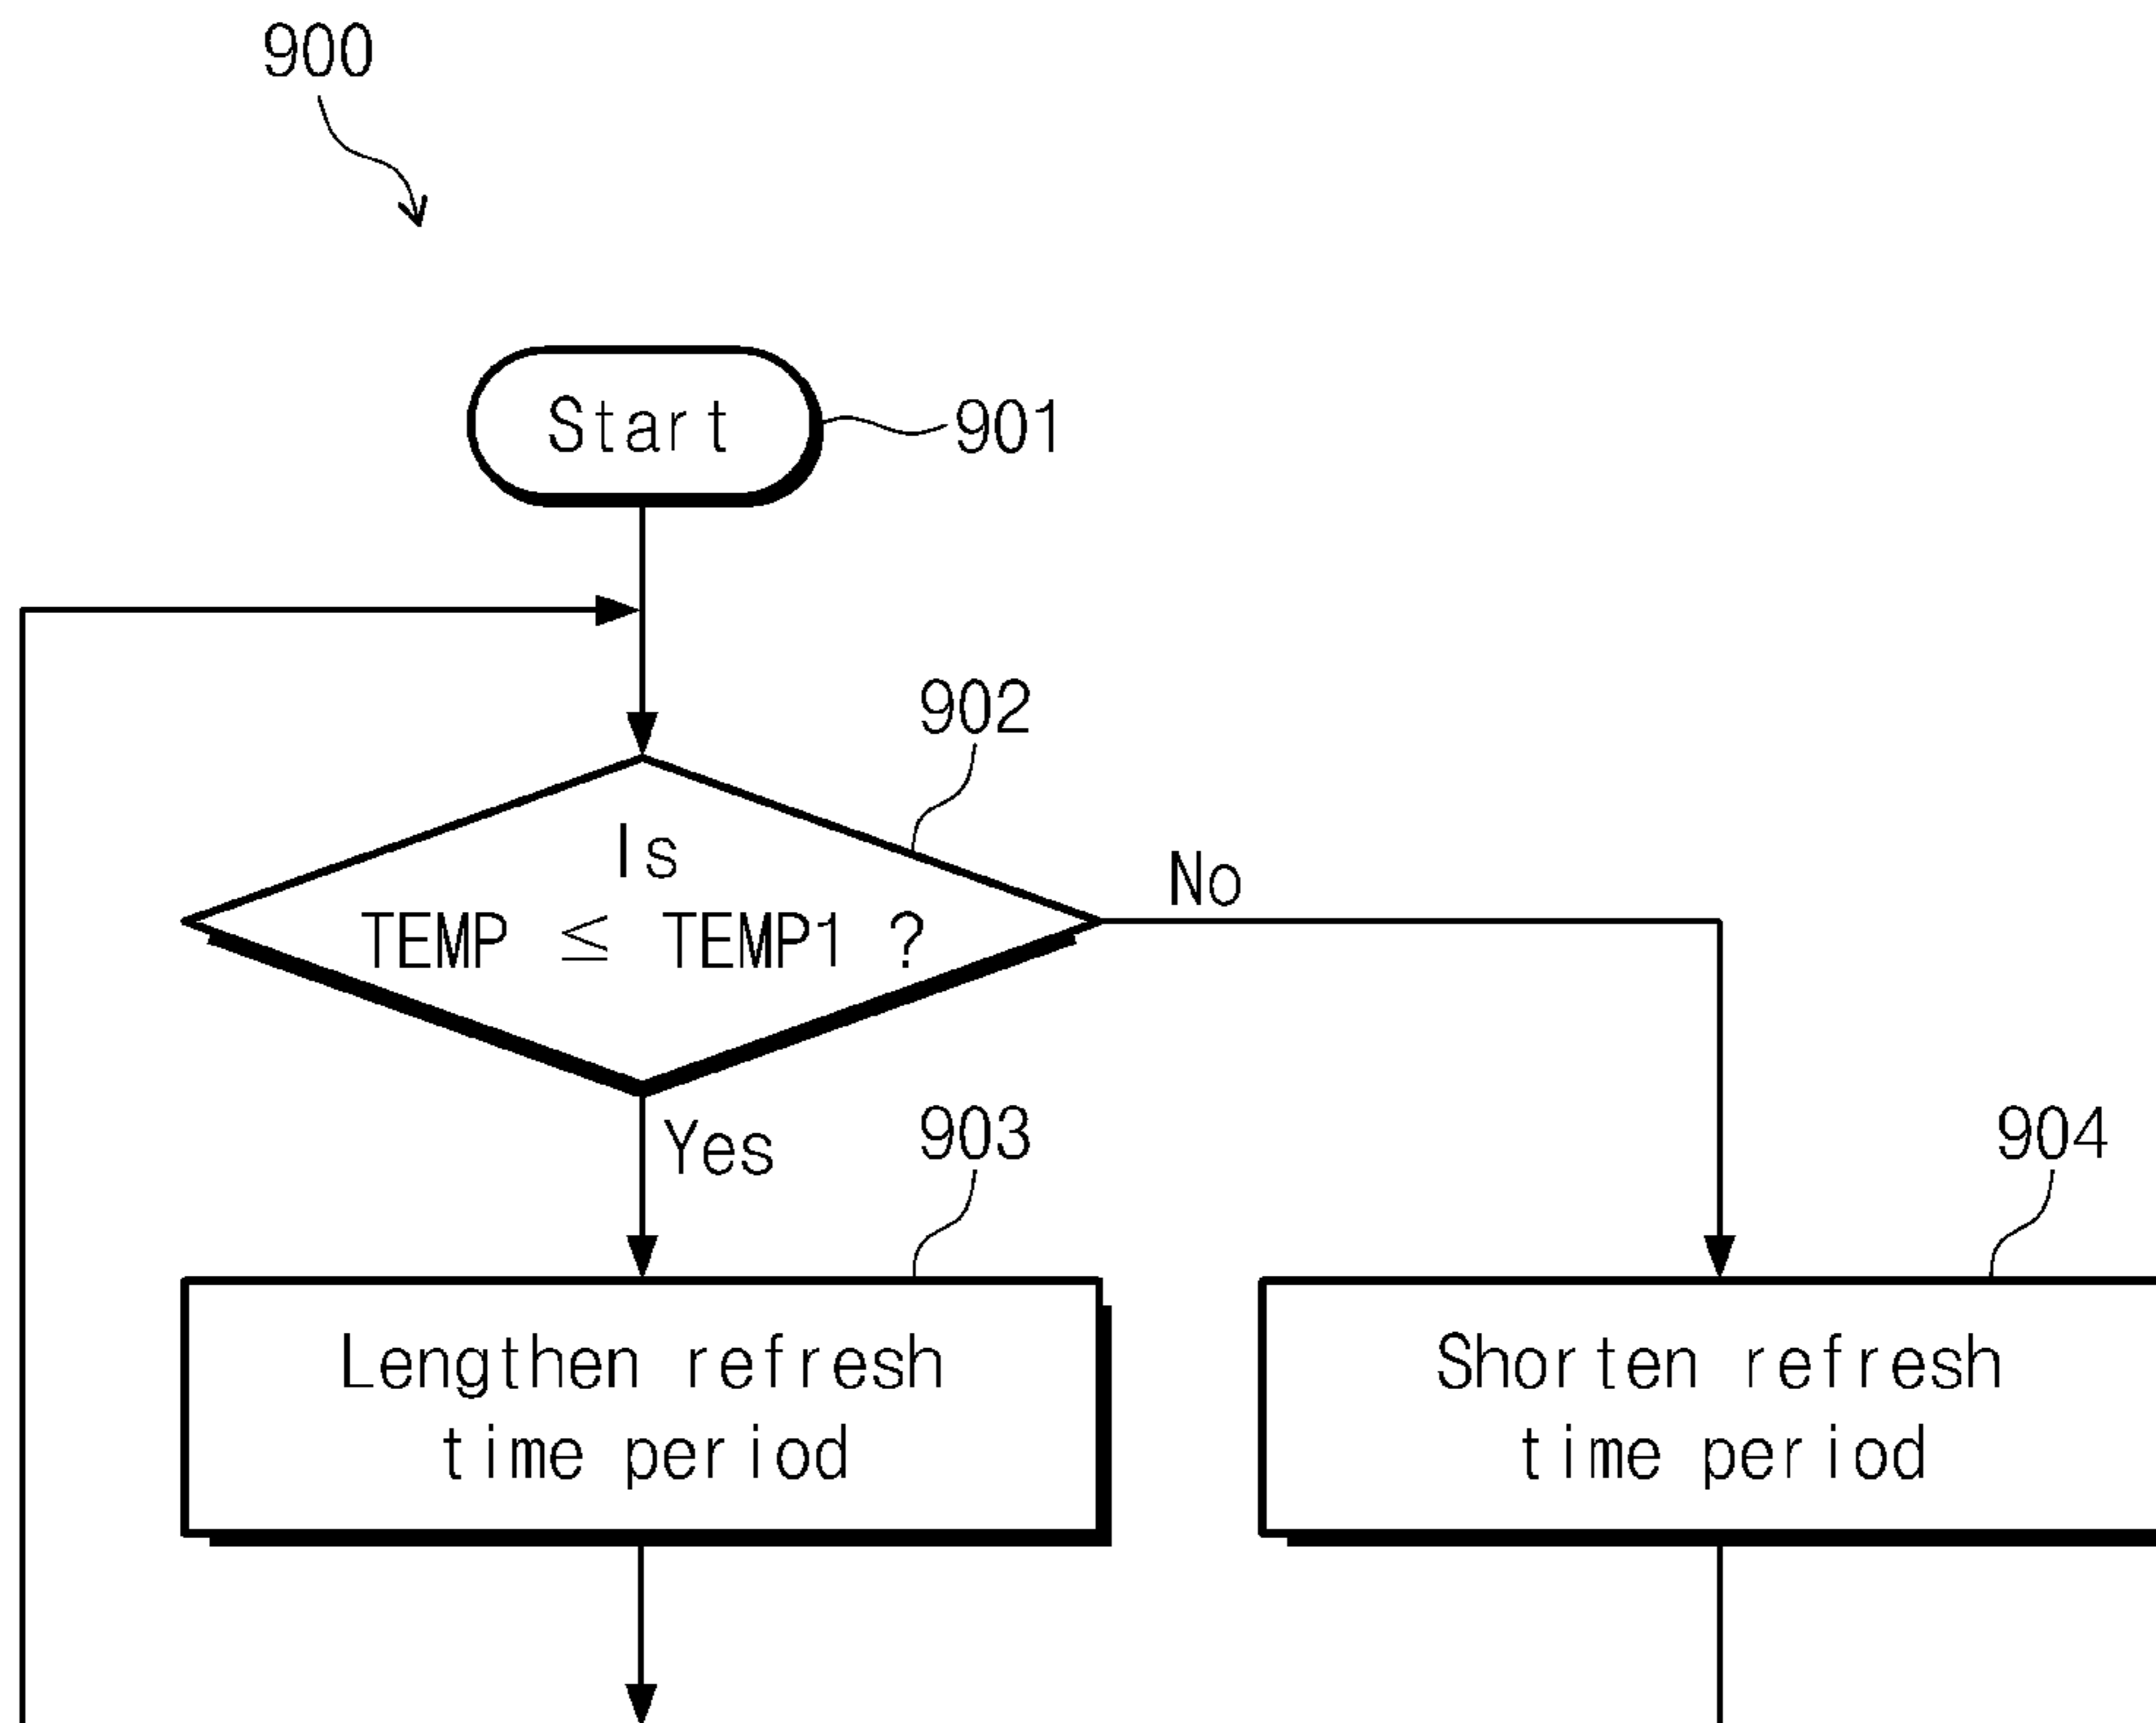 900
Start
901
902
Is
TEMP ≤ TEMP1 ?
No
Yes
903
904
Lengthen refresh
time period
Shorten refresh
time period